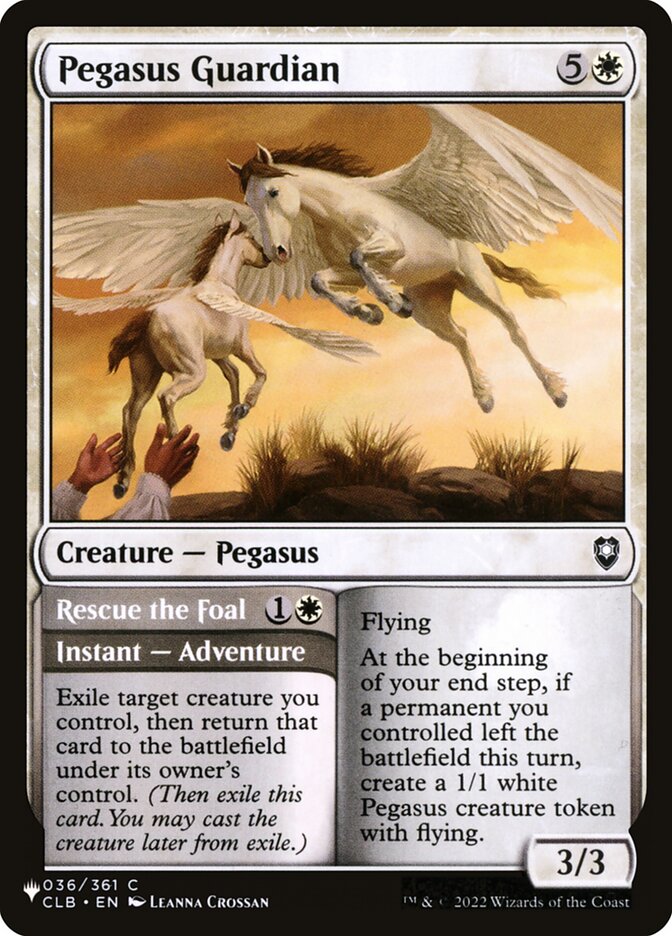 Pegasus Guardian 5
Creature — Pegasus
Rescue the Foal 1
Instant — Adventure
Exile target creature you
control, then return that
card to the battlefield
under its owner's
control. (Then exile this
card. You may cast the
creature later from exile.)
Flying
At the beginning
of your end step, if
a permanent you
controlled left the
battlefield this turn,
create a 1/1 white
Pegasus creature token
with flying.
3/3
036/361 C
CLB • EN Leanna Crossan
™ & © 2022 Wizards of the Coast